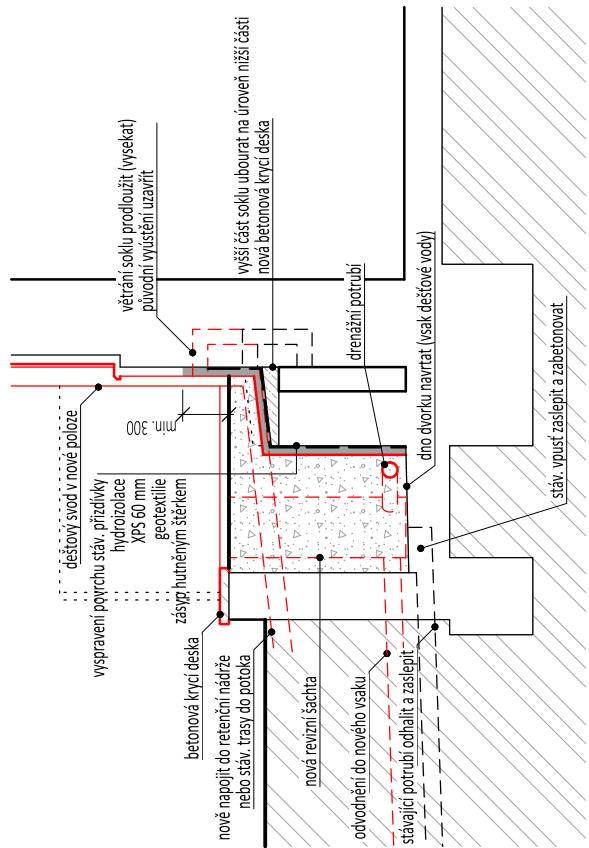 větrání soklu prodloužit (vysekat)
původní vyústění uzavřít
vyšší část soklu ubourat na úroveň nižší části
nová betonová krycí deska
drenážní potrubí
dno dvorku navrtat (vsak dešťové vody)
stáv. vpusť zaslepit a zabetonovat
dešťový svod v nové poloze
min. 300
vyspravení povrchu stáv. přizdívky
hydroizolace
XPS 60 mm
geotextilie
zásyp hutněným štěrkem
betonová krycí deska
nově napojit do retenční nádrže
nebo stáv. trasy do potoka
nová revizní šachta
odvodnění do nového vsaku
stávající potrubí odhalit a zaslepit